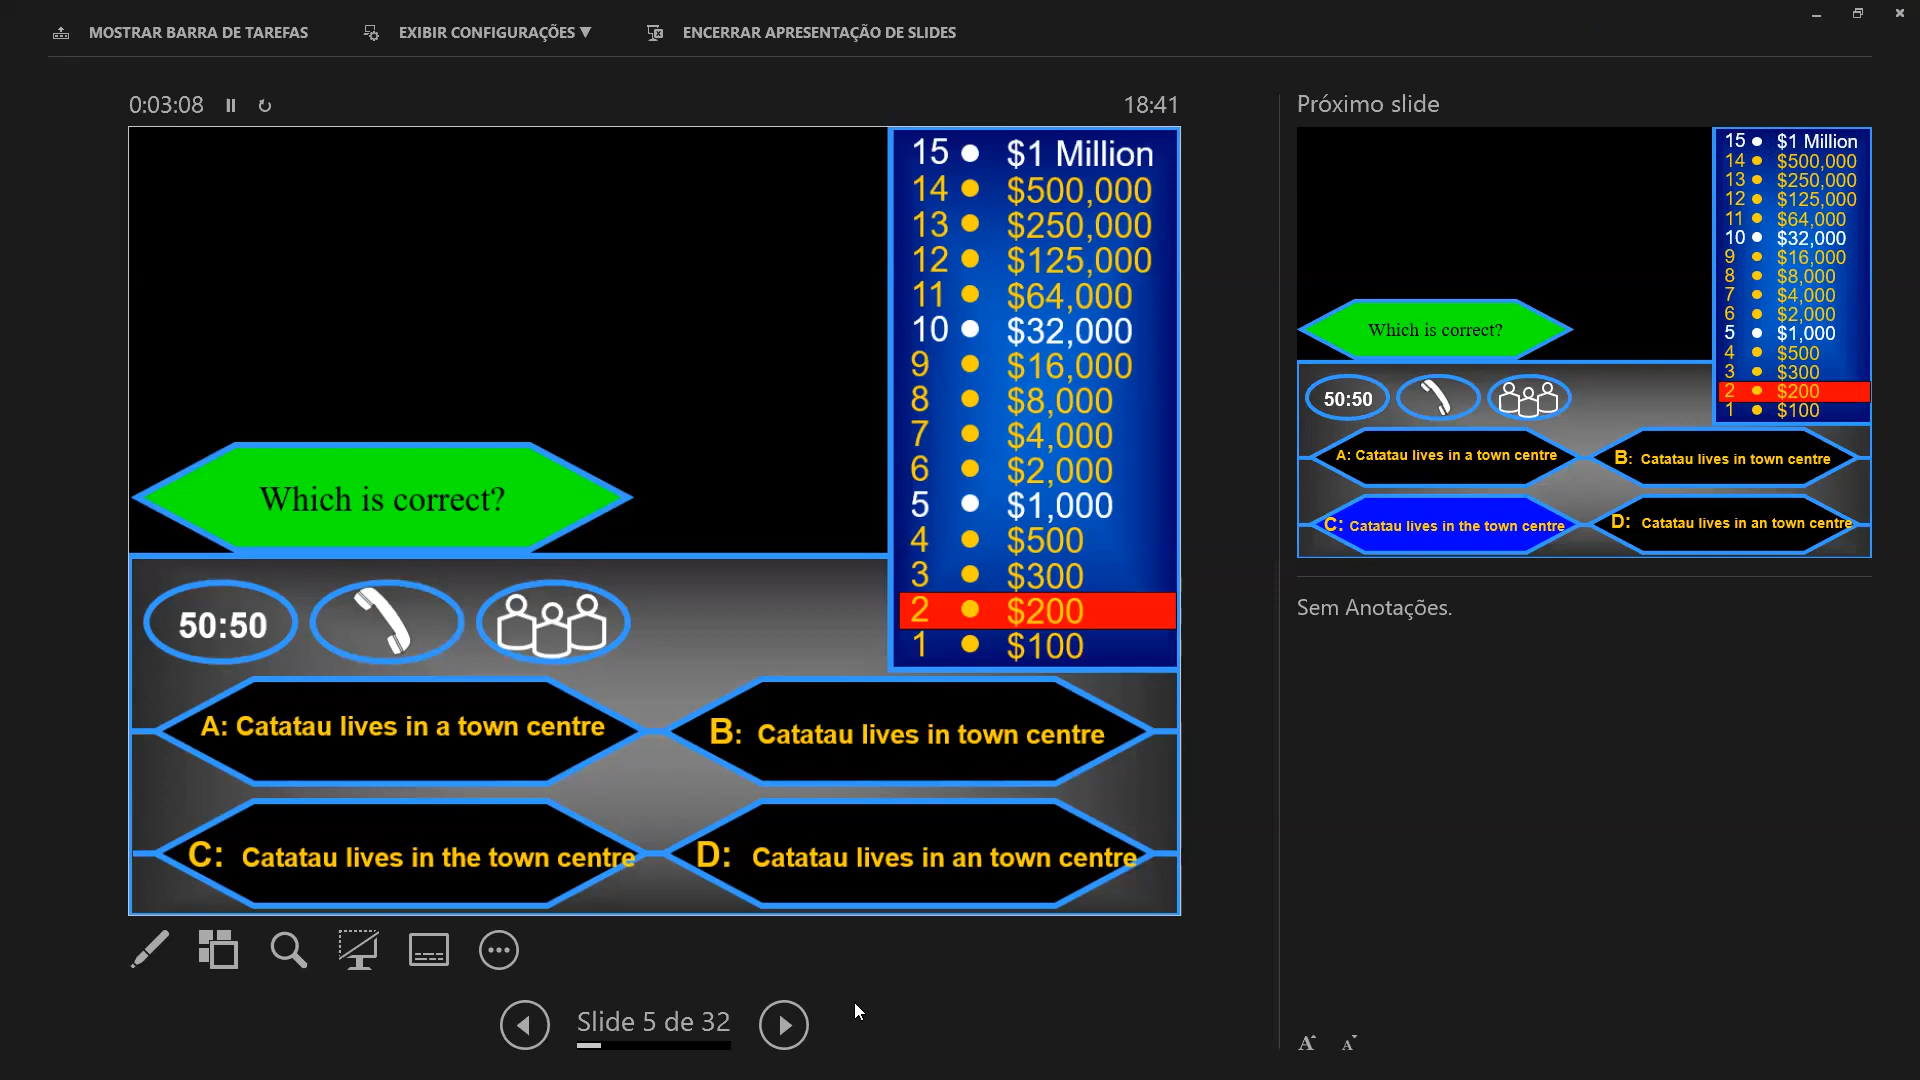 MOSTRAR BARRA DE TAREFAS
EXIBIR CONFIGURAÇÕES ▼
ENCERRAR APRESENTAÇÃO DE SLIDES
0:03:08
18:41
15 • $1 Million
14 • $500,000
13 • $250,000
12 • $125,000
11 • $64,000
10 • $32,000
9 • $16,000
8 • $8,000
7 • $4,000
6 • $2,000
5 • $1,000
4 • $500
3 • $300
2 • $200
1 • $100
Which is correct?
50:50
A: Catatau lives in a town centre
B: Catatau lives in town centre
C: Catatau lives in the town centre
D: Catatau lives in an town centre
Slide 5 de 32
Próximo slide
15 • $1 Million
14 • $500,000
13 • $250,000
12 • $125,000
11 • $64,000
10 • $32,000
9 • $16,000
8 • $8,000
7 • $4,000
6 • $2,000
5 • $1,000
4 • $500
3 • $300
2 • $200
1 • $100
Which is correct?
50:50
A: Catatau lives in a town centre
B: Catatau lives in town centre
C: Catatau lives in the town centre
D: Catatau lives in an town centre
Sem Anotações.
A A